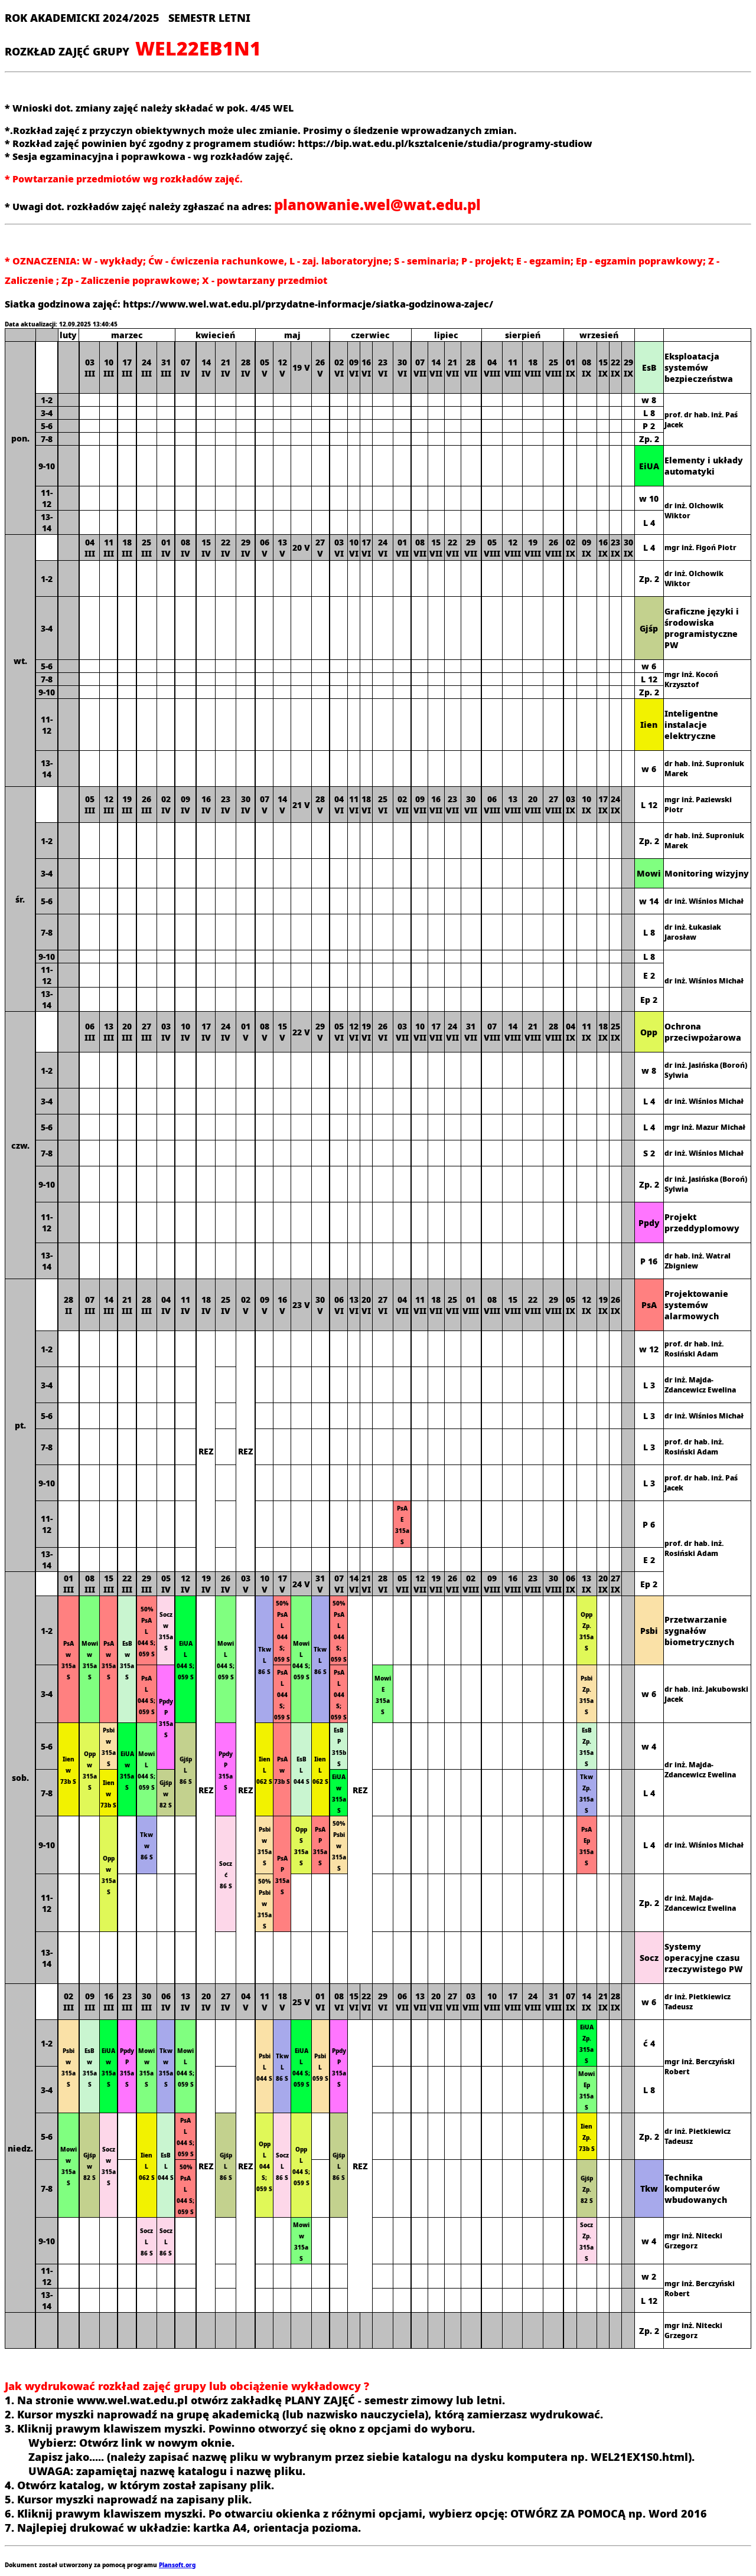 ROK AKADEMICKI 2024/2025 SEMESTR LETNI
ROZKŁAD ZAJĘĆ GRUPY WEL22EB1N1
* Wnioski dot. zmiany zajęć należy składać w pok. 4/45 WEL
*.Rozkład zajęć z przyczyn obiektywnych może ulec zmianie. Prosimy o śledzenie wprowadzanych zmian.
* Rozkład zajęć powinien być zgodny z programem studiów: https://bip.wat.edu.pl/ksztalcenie/studia/programy-studiow
* Sesja egzaminacyjna i poprawkowa - wg rozkładów zajęć.
* Powtarzanie przedmiotów wg rozkładów zajęć.
* Uwagi dot. rozkładów zajęć należy zgłaszać na adres: planowanie.wel@wat.edu.pl
* OZNACZENIA: W - wykłady; Ćw - ćwiczenia rachunkowe, L - zaj. laboratoryjne; S - seminaria; P - projekt; E - egzamin; Ep - egzamin poprawkowy; Z -
Zaliczenie ; Zp - Zaliczenie poprawkowe; X - powtarzany przedmiot
Siatka godzinowa zajęć: https://www.wel.wat.edu.pl/przydatne-informacje/siatka-godzinowa-zajec/
Data aktualizacji: 12.09.2025 13:40:45
luty marzec kwiecień maj czerwiec lipiec sierpień wrzesień
pon.
03 III 10 III 17 III 24 III 31 III 07 IV 14 IV 21 IV 28 IV 05 V 12 V 19 V 26 V 02 VI 09 VI 16 VI 23 VI 30 VI 07 VII 14 VII 21 VII 28 VII 04 VIII 11 VIII 18 VIII 25 VIII 01 IX 08 IX 15 IX 22 IX 29 IX EsB Eksploatacja systemów bezpieczeństwa
1-2 w 8 prof. dr hab. inż. Paś Jacek
3-4 L 8
5-6 P 2
7-8 Zp. 2
9-10 EiUA Elementy i układy automatyki
11-12 w 10 dr inż. Olchowik Wiktor
13-14 L 4
wt.
04 III 11 III 18 III 25 III 01 IV 08 IV 15 IV 22 IV 29 IV 06 V 13 V 20 V 27 V 03 VI 10 VI 17 VI 24 VI 01 VII 08 VII 15 VII 22 VII 29 VII 05 VIII 12 VIII 19 VIII 26 VIII 02 IX 09 IX 16 IX 23 IX 30 IX L 4 mgr inż. Figoń Piotr
1-2 Zp. 2 dr inż. Olchowik Wiktor
3-4 Gjśp Graficzne języki i środowiska programistyczne PW
5-6 w 6 mgr inż. Kocoń Krzysztof
7-8 L 12
9-10 Zp. 2
11-12 Iien Inteligentne instalacje elektryczne
13-14 w 6 dr hab. inż. Suproniuk Marek
śr.
05 III 12 III 19 III 26 III 02 IV 09 IV 16 IV 23 IV 30 IV 07 V 14 V 21 V 28 V 04 VI 11 VI 18 VI 25 VI 02 VII 09 VII 16 VII 23 VII 30 VII 06 VIII 13 VIII 20 VIII 27 VIII 03 IX 10 IX 17 IX 24 IX L 12 mgr inż. Paziewski Piotr
1-2 Zp. 2 dr hab. inż. Suproniuk Marek
3-4 Mowi Monitoring wizyjny
5-6 w 14 dr inż. Wiśnios Michał
7-8 L 8 dr inż. Łukasiak Jarosław
9-10 L 8 dr inż. Wiśnios Michał
11-12 E 2
13-14 Ep 2
czw.
06 III 13 III 20 III 27 III 03 IV 10 IV 17 IV 24 IV 01 V 08 V 15 V 22 V 29 V 05 VI 12 VI 19 VI 26 VI 03 VII 10 VII 17 VII 24 VII 31 VII 07 VIII 14 VIII 21 VIII 28 VIII 04 IX 11 IX 18 IX 25 IX Opp Ochrona przeciwpożarowa
1-2 w 8 dr inż. Jasińska (Boroń) Sylwia
3-4 L 4 dr inż. Wiśnios Michał
5-6 L 4 mgr inż. Mazur Michał
7-8 S 2 dr inż. Wiśnios Michał
9-10 Zp. 2 dr inż. Jasińska (Boroń) Sylwia
11-12 Ppdy Projekt przeddyplomowy
13-14 P 16 dr hab. inż. Watral Zbigniew
pt.
28 II 07 III 14 III 21 III 28 III 04 IV 11 IV 18 IV 25 IV 02 V 09 V 16 V 23 V 30 V 06 VI 13 VI 20 VI 27 VI 04 VII 11 VII 18 VII 25 VII 01 VIII 08 VIII 15 VIII 22 VIII 29 VIII 05 IX 12 IX 19 IX 26 IX PsA Projektowanie systemów alarmowych
1-2 REZ REZ w 12 prof. dr hab. inż. Rosiński Adam
3-4 L 3 dr inż. Majda-Zdancewicz Ewelina
5-6 L 3 dr inż. Wiśnios Michał
7-8 L 3 prof. dr hab. inż. Rosiński Adam
9-10 L 3 prof. dr hab. inż. Paś Jacek
11-12 PsA E 315a S P 6 prof. dr hab. inż. Rosiński Adam
13-14 E 2
sob.
01 III 08 III 15 III 22 III 29 III 05 IV 12 IV 19 IV 26 IV 03 V 10 V 17 V 24 V 31 V 07 VI 14 VI 21 VI 28 VI 05 VII 12 VII 19 VII 26 VII 02 VIII 09 VIII 16 VIII 23 VIII 30 VIII 06 IX 13 IX 20 IX 27 IX Ep 2
1-2 PsA w 315a S Mowi w 315a S PsA w 315a S EsB w 315a S 50% PsA L 044 S; 059 S Socz w 315a S EiUA L 044 S; 059 S REZ Mowi L 044 S; 059 S REZ Tkw L 86 S 50% PsA L 044 S; 059 S Mowi L 044 S; 059 S Tkw L 86 S 50% PsA L 044 S; 059 S REZ Opp Zp. 315a S Psbi Przetwarzanie sygnałów biometrycznych
3-4 PsA L 044 S; 059 S Ppdy P 315a S PsA L 044 S; 059 S PsA L 044 S; 059 S Mowi E 315a S Psbi Zp. 315a S w 6 dr hab. inż. Jakubowski Jacek
5-6 Iien w 73b S Opp w 315a S Psbi w 315a S EiUA w 315a S Mowi L 044 S; 059 S Gjśp L 86 S Ppdy P 315a S Iien L 062 S PsA w 73b S EsB L 044 S Iien L 062 S EsB P 315b S EsB Zp. 315a S w 4 dr inż. Majda-Zdancewicz Ewelina
7-8 Iien w 73b S Gjśp w 82 S EiUA w 315a S Tkw Zp. 315a S L 4
9-10 Opp w 315a S Tkw w 86 S Socz ć 86 S Psbi w 315a S PsA P 315a S Opp S 315a S PsA P 315a S 50% Psbi w 315a S PsA Ep 315a S L 4 dr inż. Wiśnios Michał
11-12 50% Psbi w 315a S Zp. 2 dr inż. Majda-Zdancewicz Ewelina
13-14 Socz Systemy operacyjne czasu rzeczywistego PW
niedz.
02 III 09 III 16 III 23 III 30 III 06 IV 13 IV 20 IV 27 IV 04 V 11 V 18 V 25 V 01 VI 08 VI 15 VI 22 VI 29 VI 06 VII 13 VII 20 VII 27 VII 03 VIII 10 VIII 17 VIII 24 VIII 31 VIII 07 IX 14 IX 21 IX 28 IX w 6 dr inż. Pietkiewicz Tadeusz
1-2 Psbi w 315a S EsB w 315a S EiUA w 315a S Ppdy P 315a S Mowi w 315a S Tkw w 315a S Mowi L 044 S; 059 S REZ REZ Psbi L 044 S Tkw L 86 S EiUA L 044 S; 059 S Psbi L 059 S Ppdy P 315a S REZ EiUA Zp. 315a S ć 4 mgr inż. Berczyński Robert
3-4 Mowi Ep 315a S L 8
5-6 Mowi w 315a S Gjśp w 82 S Socz w 315a S Iien L 062 S EsB L 044 S PsA L 044 S; 059 S Gjśp L 86 S Opp L 044 S; 059 S Socz L 86 S Opp L 044 S; 059 S Gjśp L 86 S Iien Zp. 73b S Zp. 2 dr inż. Pietkiewicz Tadeusz
7-8 50% PsA L 044 S; 059 S Gjśp Zp. 82 S Tkw Technika komputerów wbudowanych
9-10 Socz L 86 S Socz L 86 S Mowi w 315a S Socz Zp. 315a S w 4 mgr inż. Nitecki Grzegorz
11-12 w 2 mgr inż. Berczyński Robert
13-14 L 12
Zp. 2 mgr inż. Nitecki Grzegorz
Jak wydrukować rozkład zajęć grupy lub obciążenie wykładowcy ?
1. Na stronie www.wel.wat.edu.pl otwórz zakładkę PLANY ZAJĘĆ - semestr zimowy lub letni.
2. Kursor myszki naprowadź na grupę akademicką (lub nazwisko nauczyciela), którą zamierzasz wydrukować.
3. Kliknij prawym klawiszem myszki. Powinno otworzyć się okno z opcjami do wyboru.
Wybierz: Otwórz link w nowym oknie.
Zapisz jako..... (należy zapisać nazwę pliku w wybranym przez siebie katalogu na dysku komputera np. WEL21EX1S0.html).
UWAGA: zapamiętaj nazwę katalogu i nazwę pliku.
4. Otwórz katalog, w którym został zapisany plik.
5. Kursor myszki naprowadź na zapisany plik.
6. Kliknij prawym klawiszem myszki. Po otwarciu okienka z różnymi opcjami, wybierz opcję: OTWÓRZ ZA POMOCĄ np. Word 2016
7. Najlepiej drukować w układzie: kartka A4, orientacja pozioma.
Dokument został utworzony za pomocą programu Plansoft.org